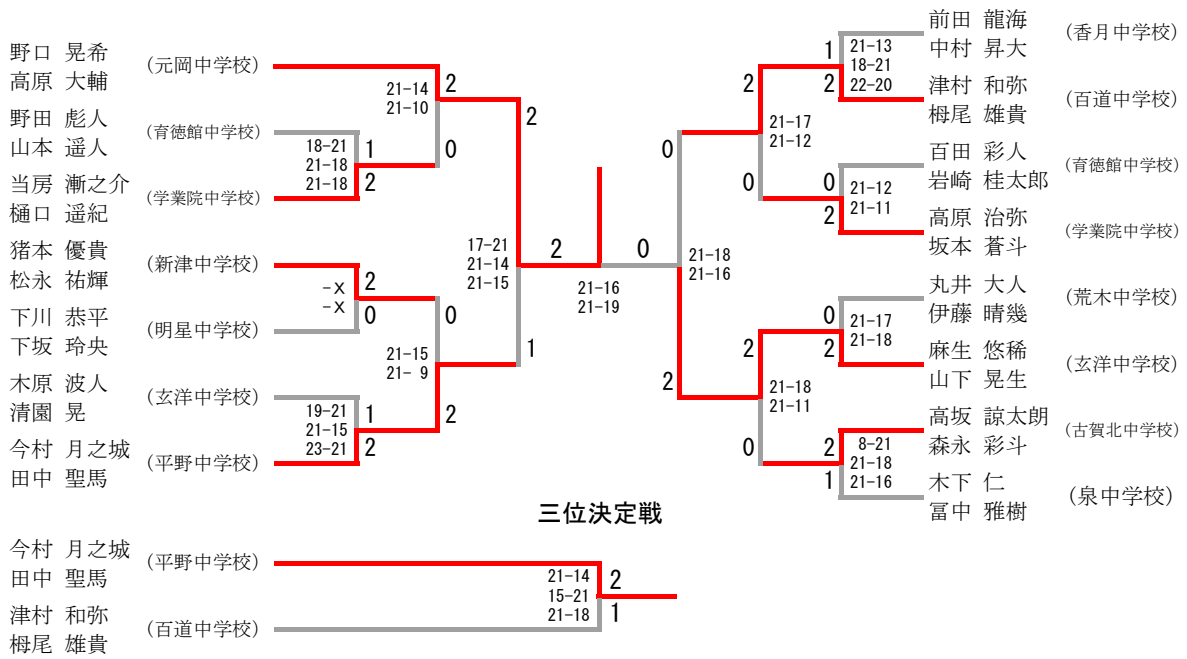 野口 晃希
高原 大輔
(元岡中学校)
野田 彪人
山本 遥人
(育徳館中学校)
当房 漸之介
樋口 遥紀
(学業院中学校)
猪本 優貴
松永 祐輝
(新津中学校)
下川 恭平
下坂 玲央
(明星中学校)
木原 波人
清園 晃
(玄洋中学校)
今村 月之城
田中 聖馬
(平野中学校)
18-21
21-18
21-18
1
2
-X
-X
2
0
19-21
21-15
23-21
1
2
21-14
21-10
2
0
21-15
21- 9
0
2
17-21
21-14
21-15
2
1
2
0
21-16
21-19
21-18
21-16
0
2
21-17
21-12
2
0
21-18
21-11
2
0
1
2
21-13
18-21
22-20
0
2
21-12
21-11
0
2
21-17
21-18
2
1
8-21
21-18
21-16
前田 龍海
中村 昇大
(香月中学校)
津村 和弥
栂尾 雄貴
(百道中学校)
百田 彩人
岩崎 桂太郎
(育徳館中学校)
高原 治弥
坂本 蒼斗
(学業院中学校)
丸井 大人
伊藤 晴幾
(荒木中学校)
麻生 悠稀
山下 晃生
(玄洋中学校)
高坂 諒太朗
森永 彩斗
(古賀北中学校)
木下 仁
冨中 雅樹
(泉中学校)
三位決定戦
今村 月之城
田中 聖馬
(平野中学校)
津村 和弥
栂尾 雄貴
(百道中学校)
21-14
15-21
21-18
2
1